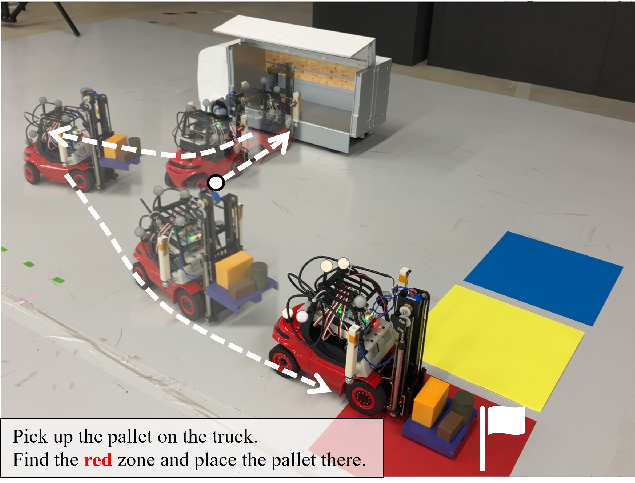 Pick up the pallet on the truck.
Find the red zone and place the pallet there.